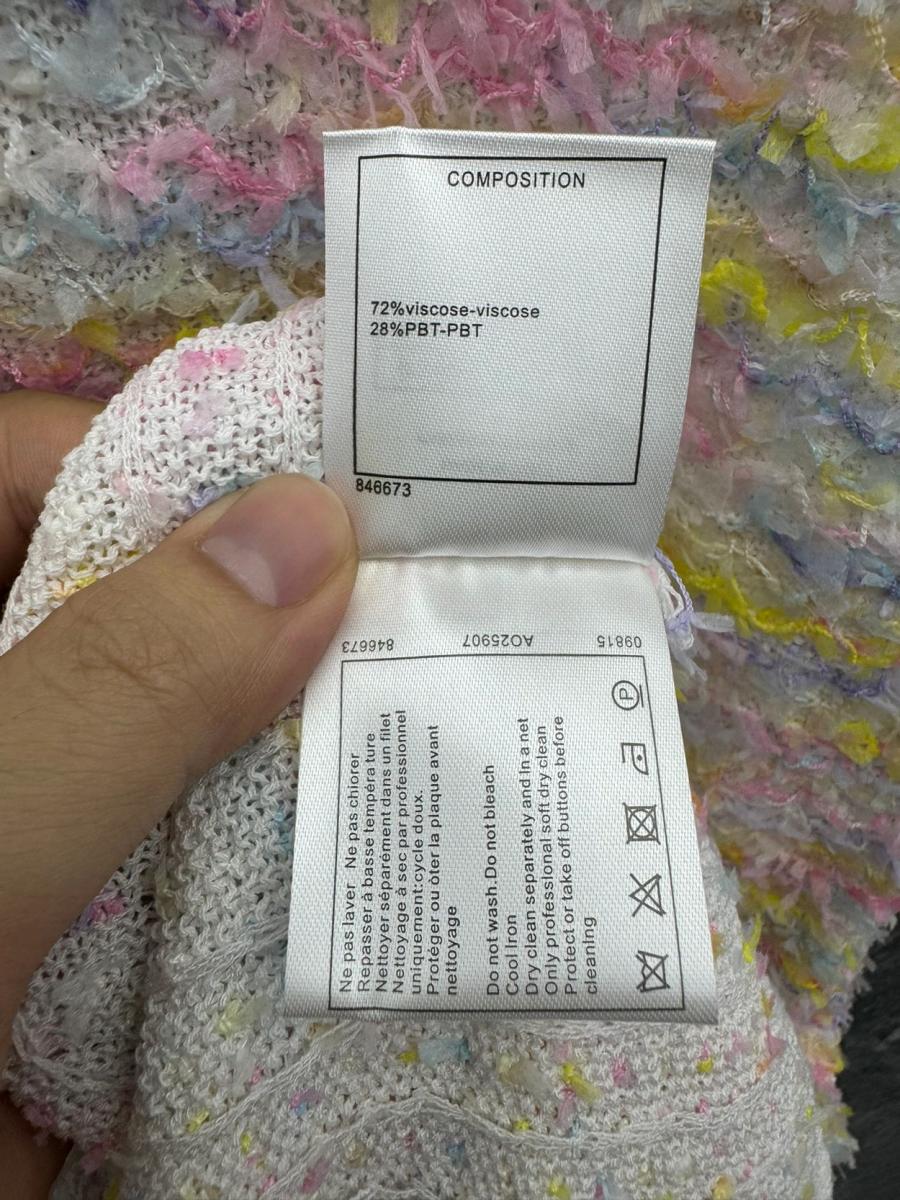 COMPOSITION
72%viscose-viscose
28%PBT-PBT
846673
846673 AO25907 09815
Ne pas laver Ne pas chiorer
Repasser à basse tempéra ture
Nettoyer séparément dans un filet
Nettoyage à sec par professionnel
uniquement:cycle doux.
Protéger ou ôter la plaque avant
nettoyage
Do not wash.Do not bleach
Cool Iron
Dry clean separately and in a net
Only professional soft dry clean
Protect or take off buttons before
cleaning
P